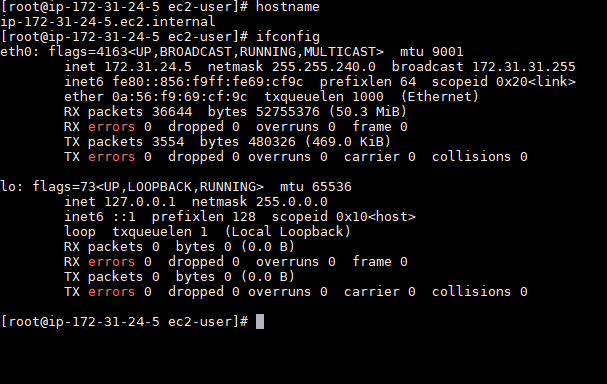 [root@ip-172-31-24-5 ec2-user]# hostname
ip-172-31-24-5.ec2.internal
[root@ip-172-31-24-5 ec2-user]# ifconfig
eth0: flags=4163<UP,BROADCAST,RUNNING,MULTICAST>  mtu 9001
        inet 172.31.24.5  netmask 255.255.240.0  broadcast 172.31.31.255
        inet6 fe80::856:f9ff:fe69:cf9c  prefixlen 64  scopeid 0x20<link>
        ether 0a:56:f9:69:cf:9c  txqueuelen 1000  (Ethernet)
        RX packets 36644  bytes 52755376 (50.3 MiB)
        RX errors 0  dropped 0  overruns 0  frame 0
        TX packets 3554  bytes 480326 (469.0 KiB)
        TX errors 0  dropped 0 overruns 0  carrier 0  collisions 0

lo: flags=73<UP,LOOPBACK,RUNNING>  mtu 65536
        inet 127.0.0.1  netmask 255.0.0.0
        inet6 ::1  prefixlen 128  scopeid 0x10<host>
        loop  txqueuelen 1  (Local Loopback)
        RX packets 0  bytes 0 (0.0 B)
        RX errors 0  dropped 0  overruns 0  frame 0
        TX packets 0  bytes 0 (0.0 B)
        TX errors 0  dropped 0 overruns 0  carrier 0  collisions 0

[root@ip-172-31-24-5 ec2-user]#